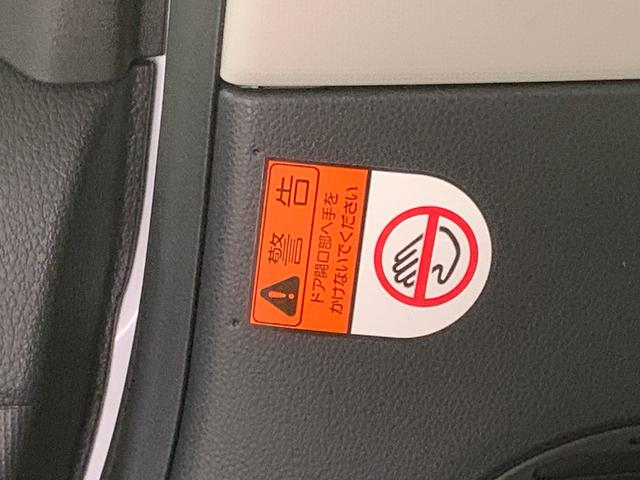 警告
ドア開口部へ手を
かけないでください